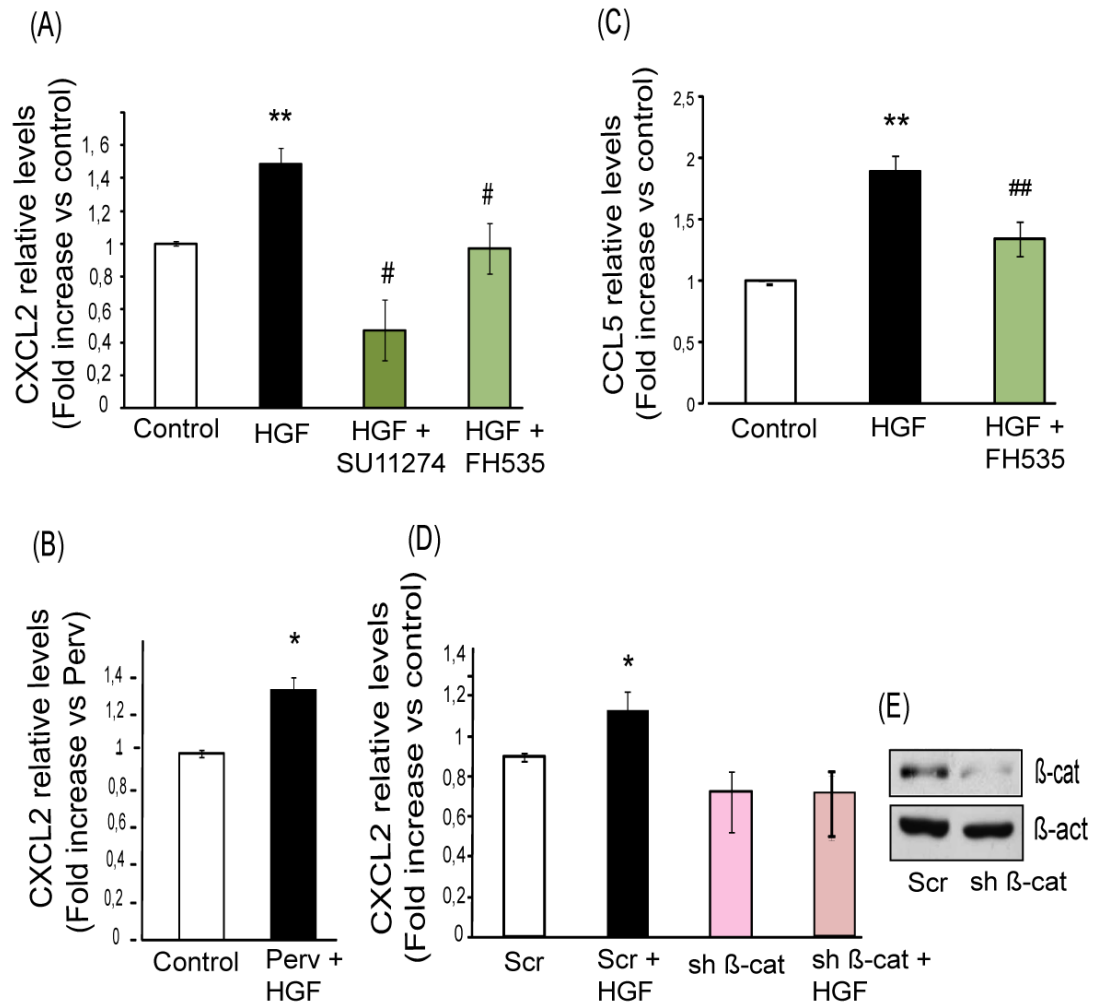 (A)
CXCL2 relative levels
(Fold increase vs control)
1,6
1,4
1,2
1
0,8
0,6
0,4
0,2
0
**
#
#
Control
HGF
HGF +
SU11274
HGF +
FH535
(C)
CCL5 relative levels
(Fold increase vs control)
2,5
2
1,5
1
0,5
0
**
##
Control
HGF
HGF +
FH535
(B)
CXCL2 relative levels
(Fold increase vs Perv)
1,4
1,2
1
0,8
0,6
0,4
0,2
0
*
Control
Perv +
HGF
(D)
CXCL2 relative levels
(Fold increase vs control)
1,4
1,2
1
0,8
0,6
0,4
0,2
0
*
Scr
Scr +
HGF
sh ß-cat
sh ß-cat +
HGF
(E)
ß-cat
ß-act
Scr sh ß-cat